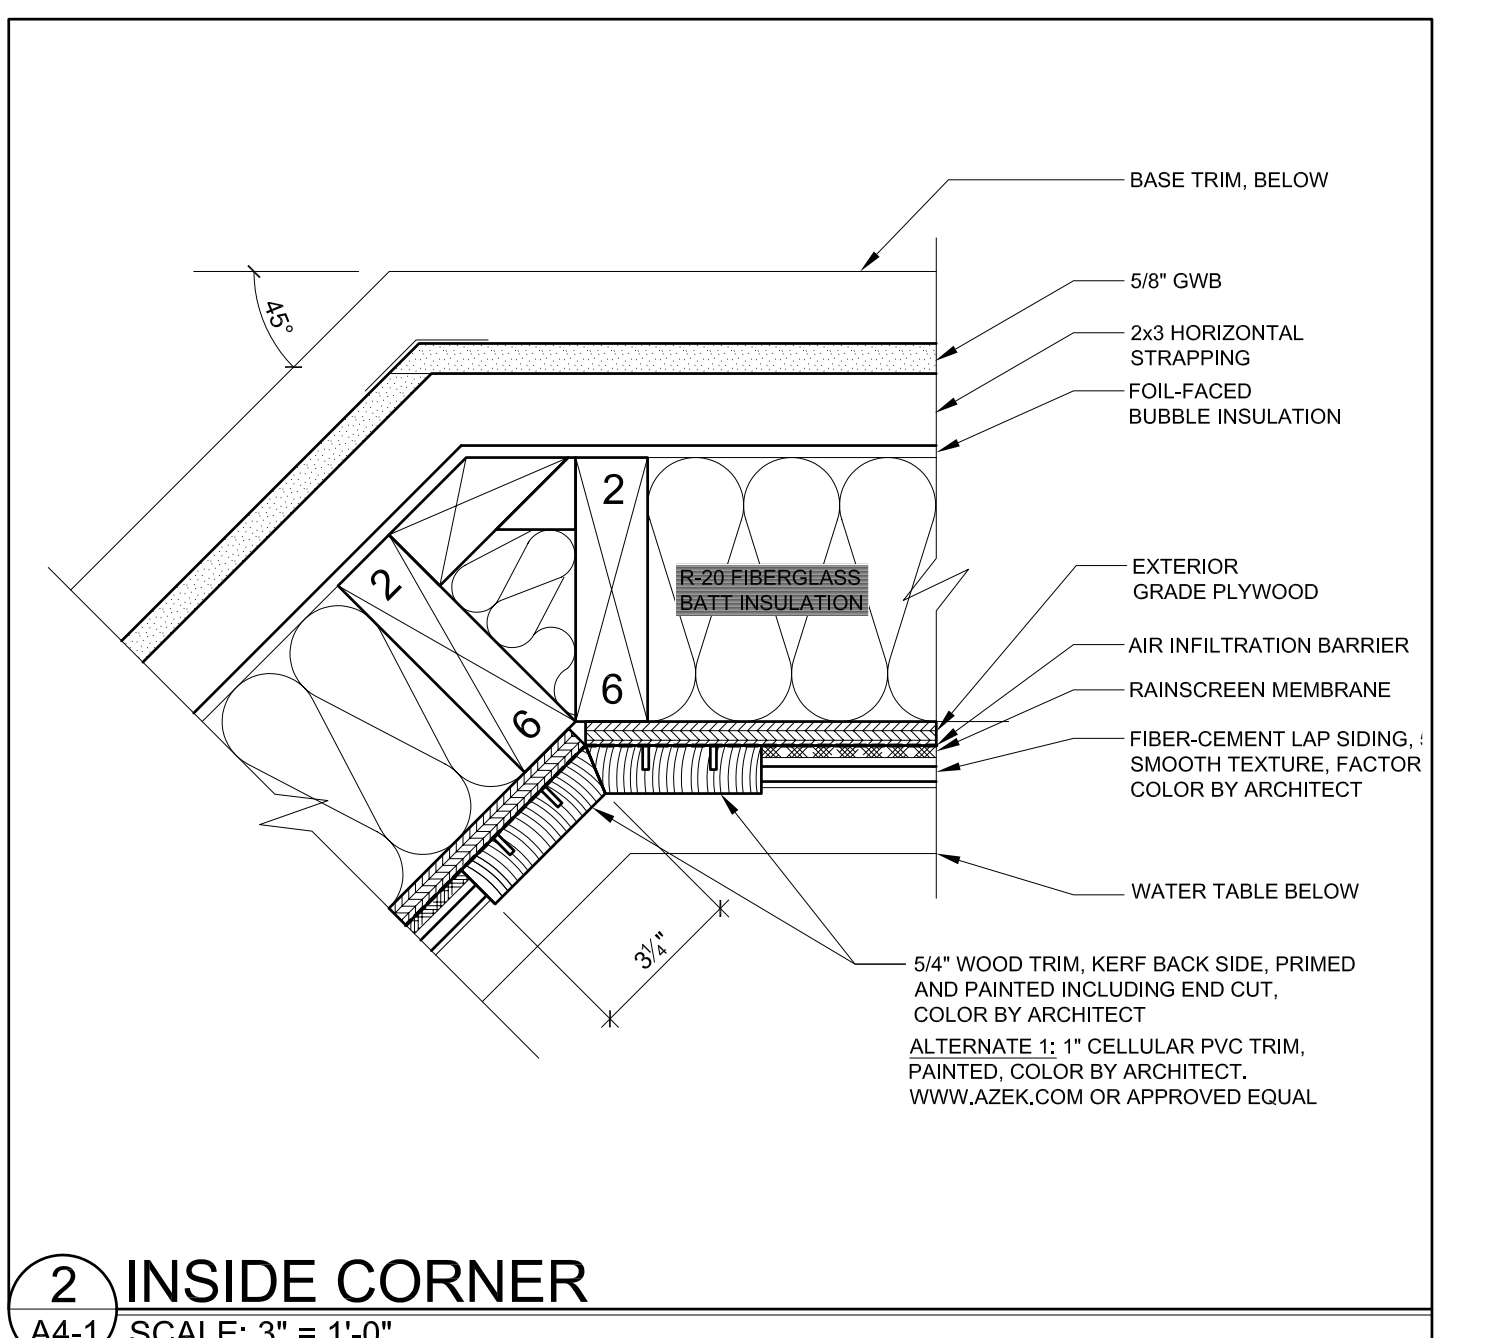 BASE TRIM, BELOW
45°
5/8" GWB
2x3 HORIZONTAL
STRAPPING
FOIL-FACED
BUBBLE INSULATION
2
2
R-20 FIBERGLASS
BATT INSULATION
EXTERIOR
GRADE PLYWOOD
AIR INFILTRATION BARRIER
6
RAINSCREEN MEMBRANE
6
FIBER-CEMENT LAP SIDING,
SMOOTH TEXTURE, FACTOR
COLOR BY ARCHITECT
WATER TABLE BELOW
3 1/4"
5/4" WOOD TRIM, KERF BACK SIDE, PRIMED
AND PAINTED INCLUDING END CUT,
COLOR BY ARCHITECT
ALTERNATE 1: 1" CELLULAR PVC TRIM,
PAINTED, COLOR BY ARCHITECT.
WWW.AZEK.COM OR APPROVED EQUAL
2 INSIDE CORNER
A4-1 SCALE: 3" = 1'-0"